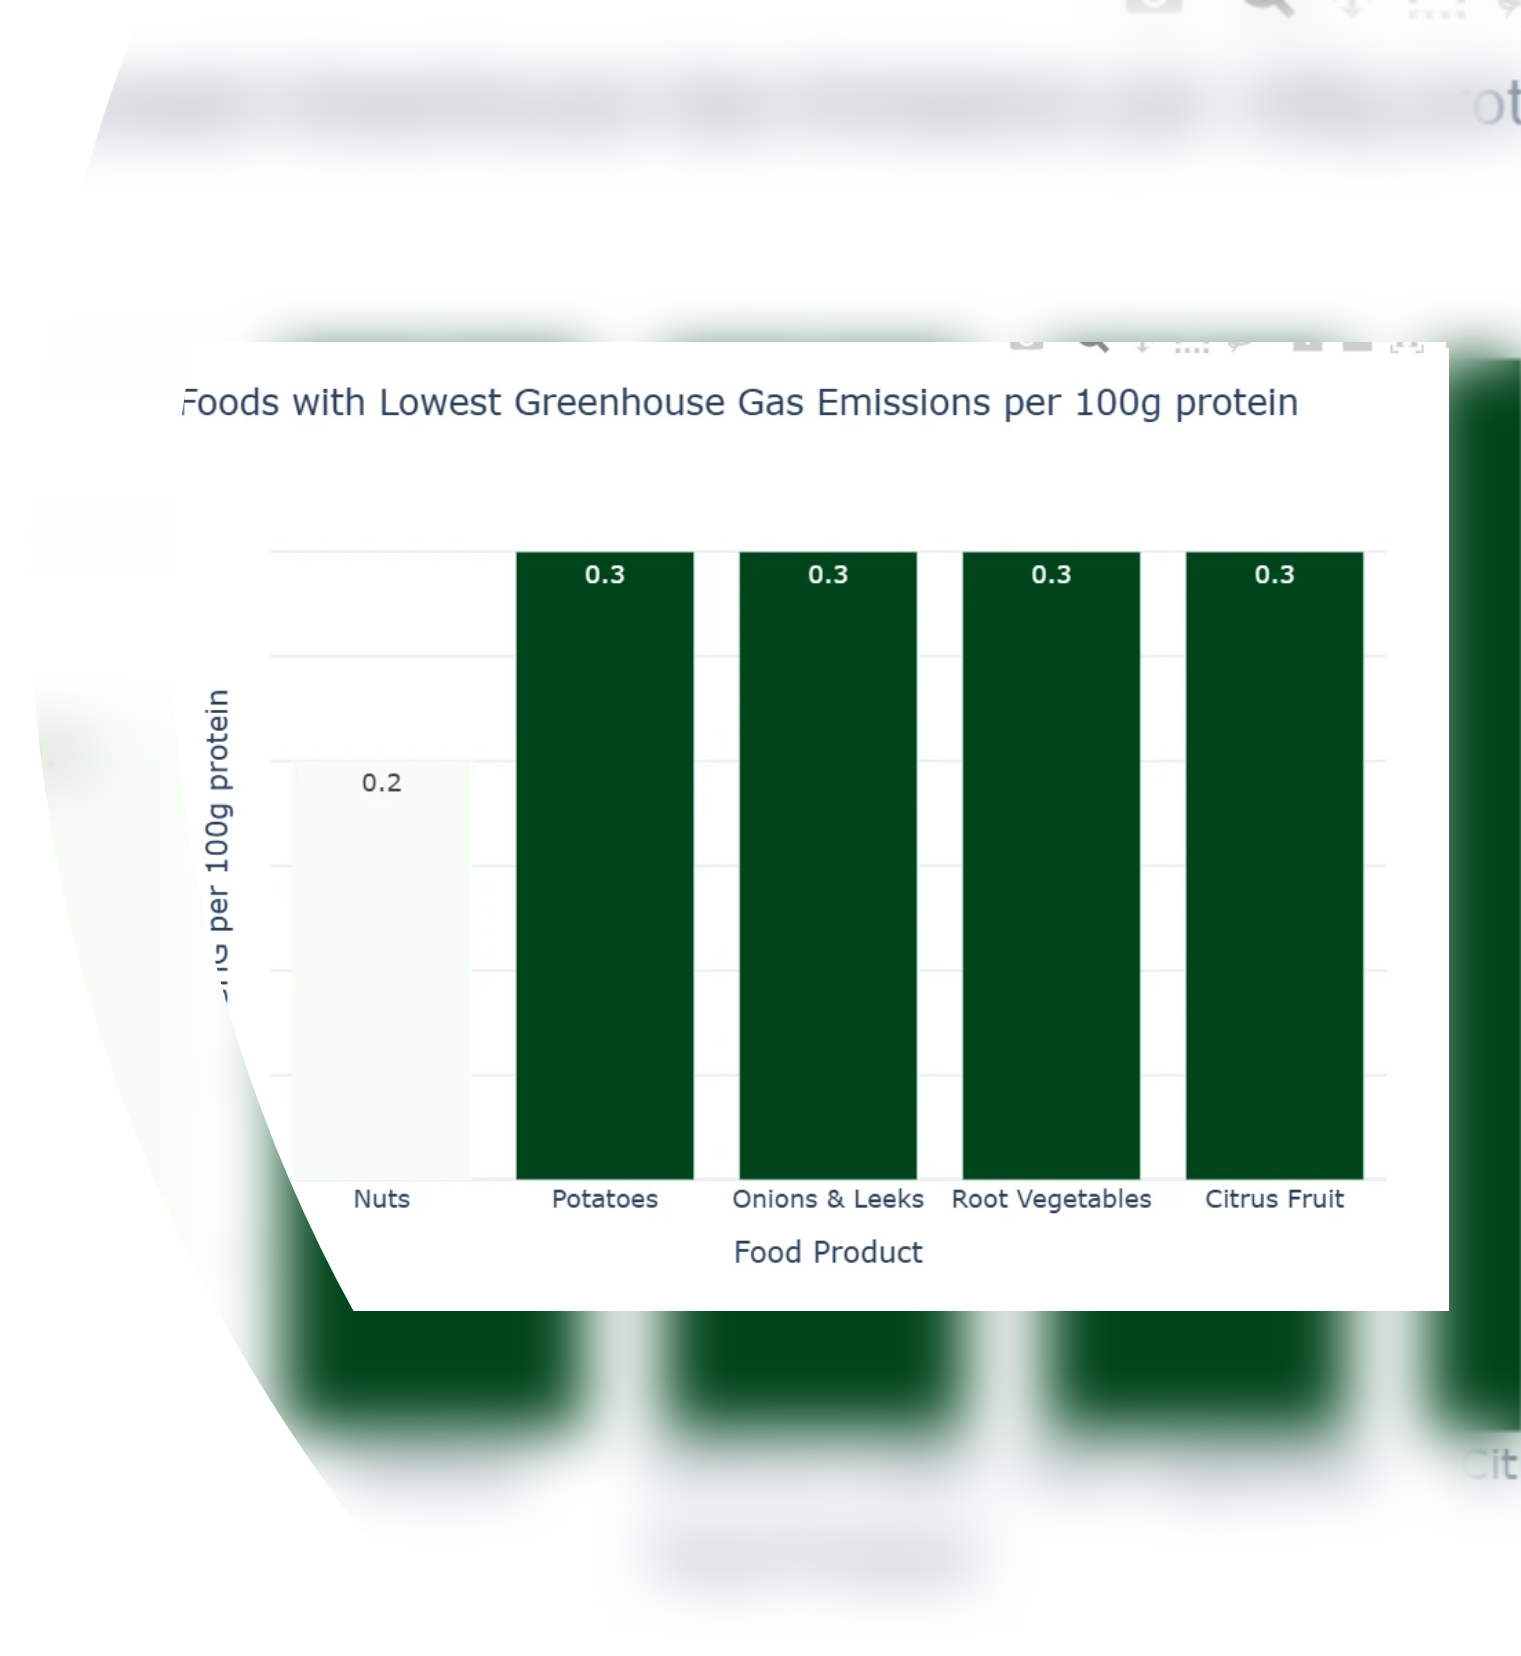 Foods with Lowest Greenhouse Gas Emissions per 100g protein
per 100g protein
0.2
0.3
0.3
0.3
0.3
Nuts
Potatoes
Onions & Leeks
Root Vegetables
Citrus Fruit
Food Product